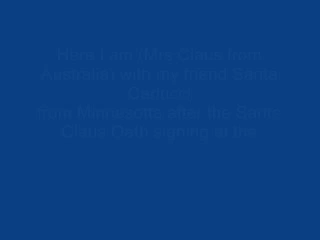 Here I am (Mrs Claus from
Australia) with my friend Santa
from Minnesota after the Santa
Claus Oath signing at the